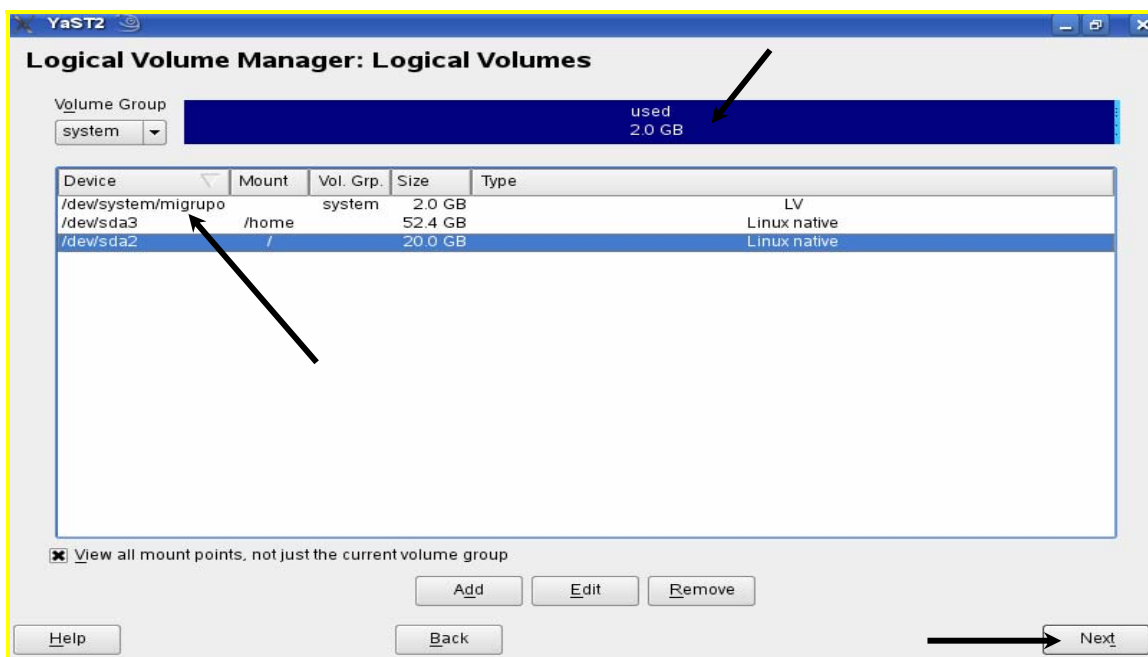 YaST2
Logical Volume Manager: Logical Volumes
Volume Group
system
used
2.0 GB
Device Mount Vol. Grp. Size Type
/dev/system/migrupo system 2.0 GB LV
/dev/sda3 /home 52.4 GB Linux native
/dev/sda2 / 20.0 GB Linux native
View all mount points, not just the current volume group
Add Edit Remove
Help Back Next